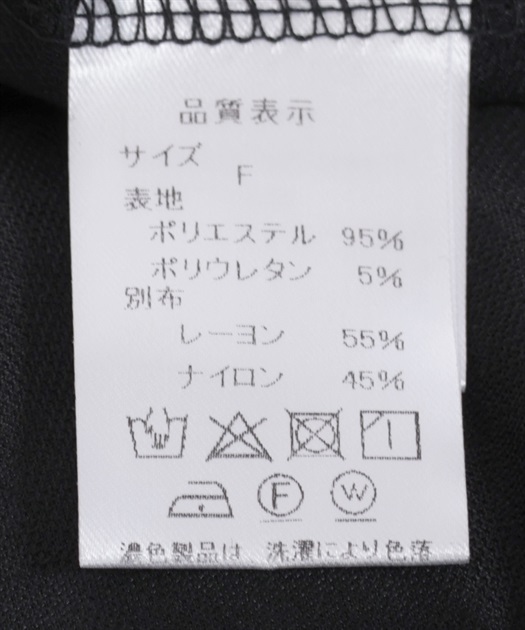 品質表示
サイズ
F
表地
ポリエステル 95%
ポリウレタン 5%
別布
レーヨン 55%
ナイロン 45%
F W
濃色製品は 洗濯により色落